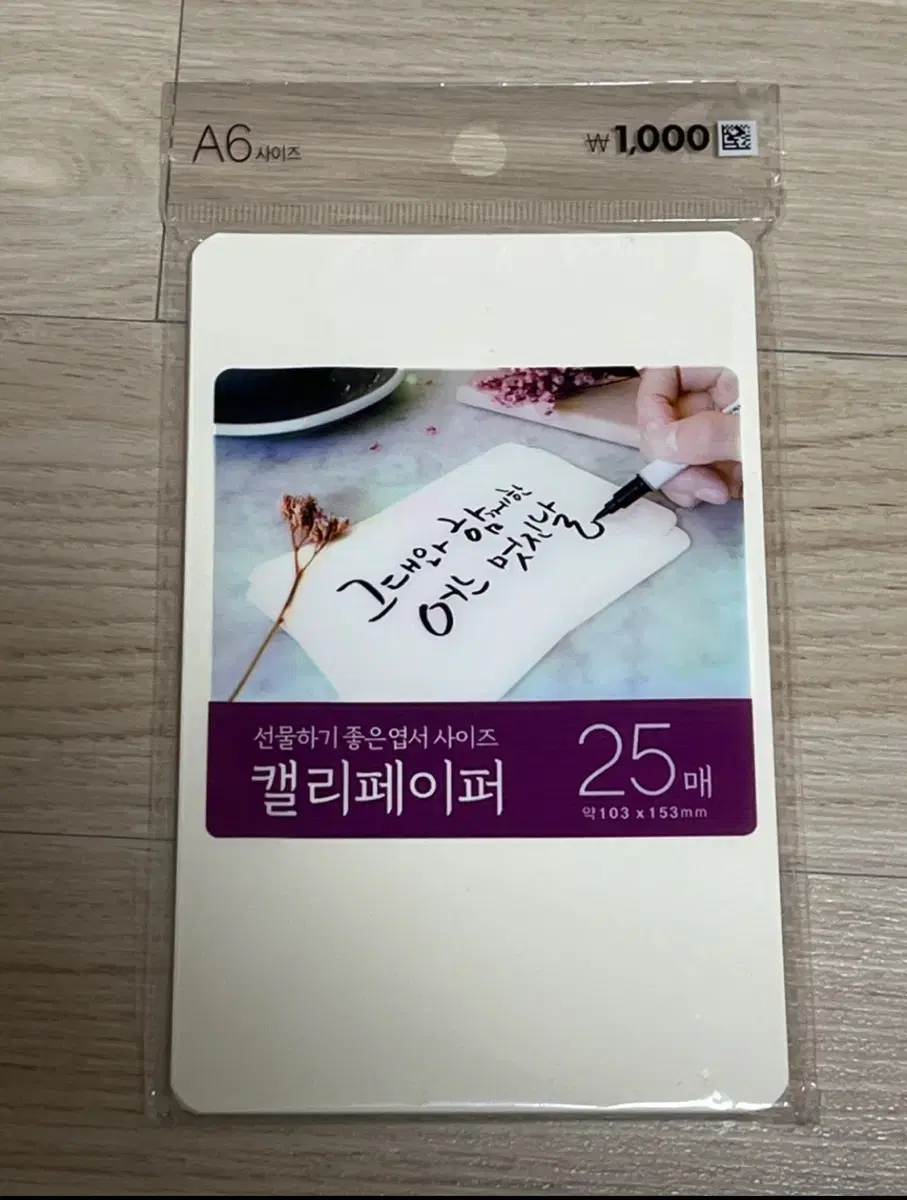 A6 사이즈
₩1,000
그대와 함께한
어느 멋진날
선물하기 좋은 엽서 사이즈
캘리페이퍼
25매
약 103 x 153mm